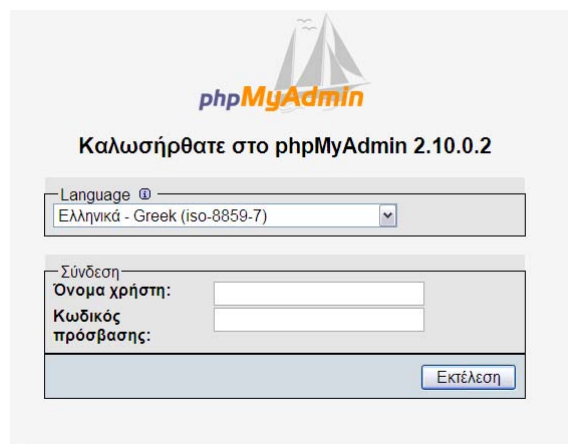 phpMyAdmin
Καλωσήρθατε στο phpMyAdmin 2.10.0.2
Language
Ελληνικά - Greek (iso-8859-7)
Σύνδεση
Όνομα χρήστη:
Κωδικός
πρόσβασης:
Εκτέλεση